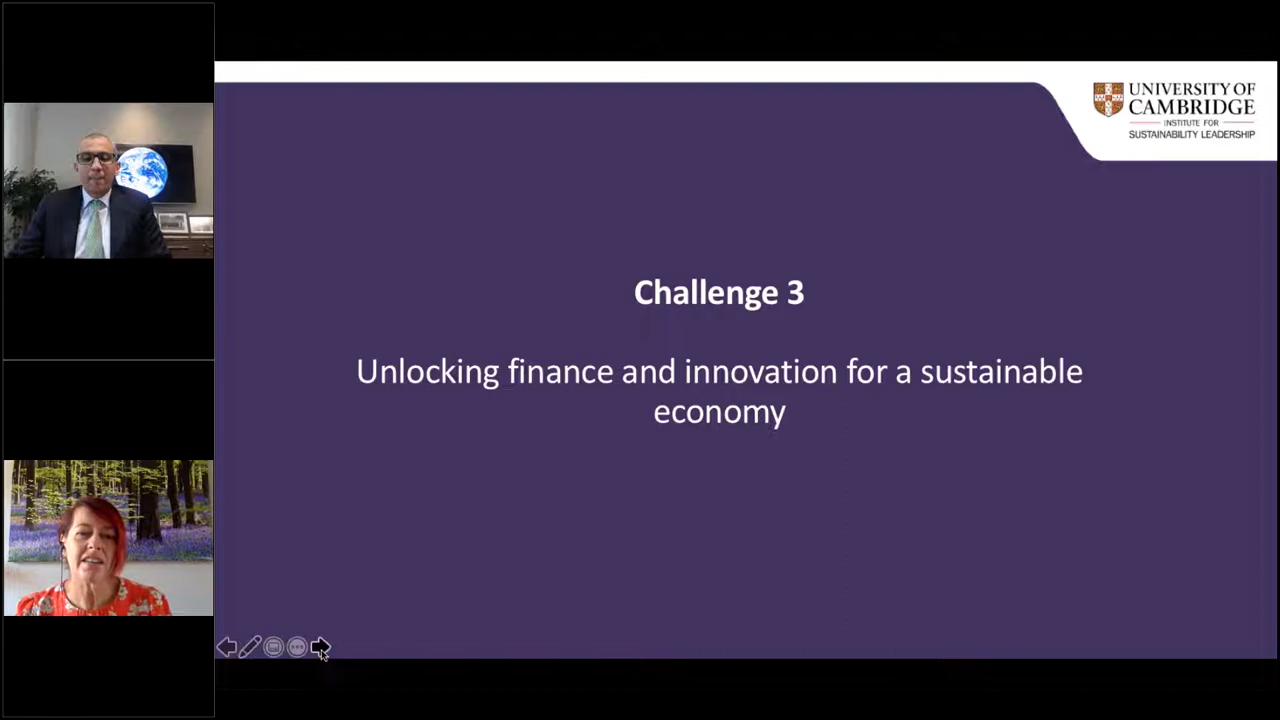 UNIVERSITY OF
CAMBRIDGE
INSTITUTE FOR
SUSTAINABILITY LEADERSHIP
Challenge 3
Unlocking finance and innovation for a sustainable
economy